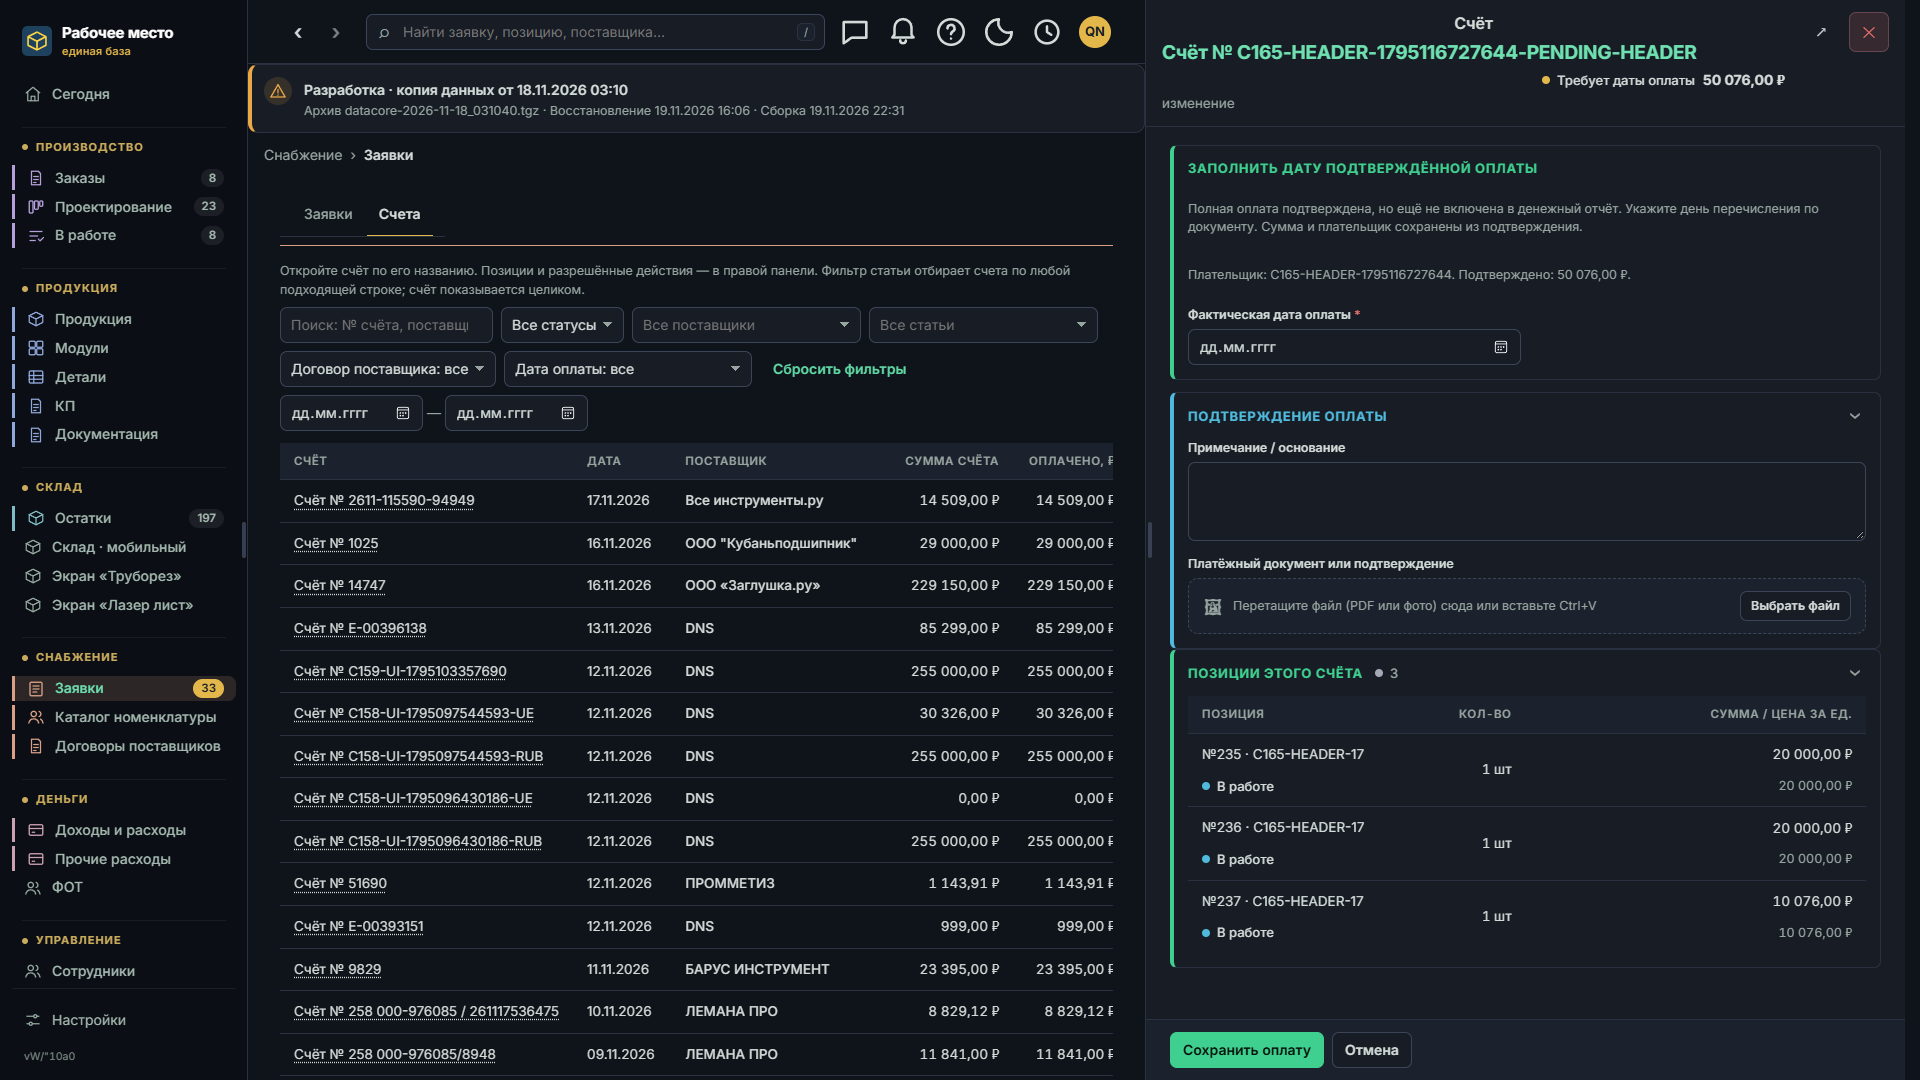 Рабочее место
единая база
Сегодня
ПРОИЗВОДСТВО
Заказы 8
Проектирование 23
В работе 8
ПРОДУКЦИЯ
Продукция
Модули
Детали
КП
Документация
СКЛАД
Остатки 197
Склад · мобильный
Экран «Труборез»
Экран «Лазер лист»
СНАБЖЕНИЕ
Заявки 33
Каталог номенклатуры
Договоры поставщиков
ДЕНЬГИ
Доходы и расходы
Прочие расходы
ФОТ
УПРАВЛЕНИЕ
Сотрудники
Настройки
vW/"10a0
Найти заявку, позицию, поставщика... /
QN
Разработка · копия данных от 18.11.2026 03:10
Архив datacore-2026-11-18_031040.tgz · Восстановление 19.11.2026 16:06 · Сборка 19.11.2026 22:31
Снабжение › Заявки
Заявки Счета
Откройте счёт по его названию. Позиции и разрешённые действия — в правой панели. Фильтр статьи отбирает счета по любой
подходящей строке; счёт показывается целиком.
Поиск: № счёта, поставщи Все статусы Все поставщики Все статьи
Договор поставщика: все Дата оплаты: все Сбросить фильтры
дд.мм.гггг — дд.мм.гггг
СЧЁТ ДАТА ПОСТАВЩИК СУММА СЧЁТА ОПЛАЧЕНО, ₽
Счёт № 2611-115590-94949 17.11.2026 Все инструменты.ру 14 509,00 ₽ 14 509,00 ₽
Счёт № 1025 16.11.2026 ООО "Кубаньподшипник" 29 000,00 ₽ 29 000,00 ₽
Счёт № 14747 16.11.2026 ООО «Заглушка.ру» 229 150,00 ₽ 229 150,00 ₽
Счёт № E-00396138 13.11.2026 DNS 85 299,00 ₽ 85 299,00 ₽
Счёт № C159-UI-1795103357690 12.11.2026 DNS 255 000,00 ₽ 255 000,00 ₽
Счёт № C158-UI-1795097544593-UE 12.11.2026 DNS 30 326,00 ₽ 30 326,00 ₽
Счёт № C158-UI-1795097544593-RUB 12.11.2026 DNS 255 000,00 ₽ 255 000,00 ₽
Счёт № C158-UI-1795096430186-UE 12.11.2026 DNS 0,00 ₽ 0,00 ₽
Счёт № C158-UI-1795096430186-RUB 12.11.2026 DNS 255 000,00 ₽ 255 000,00 ₽
Счёт № 51690 12.11.2026 ПРОММЕТИЗ 1 143,91 ₽ 1 143,91 ₽
Счёт № E-00393151 12.11.2026 DNS 999,00 ₽ 999,00 ₽
Счёт № 9829 11.11.2026 БАРУС ИНСТРУМЕНТ 23 395,00 ₽ 23 395,00 ₽
Счёт № 258 000-976085 / 261117536475 10.11.2026 ЛЕМАНА ПРО 8 829,12 ₽ 8 829,12 ₽
Счёт № 258 000-976085/8948 09.11.2026 ЛЕМАНА ПРО 11 841,00 ₽ 11 841,00 ₽
Счёт
Счёт № C165-HEADER-1795116727644-PENDING-HEADER
Требует даты оплаты 50 076,00 ₽
изменение
ЗАПОЛНИТЬ ДАТУ ПОДТВЕРЖДЁННОЙ ОПЛАТЫ
Полная оплата подтверждена, но ещё не включена в денежный отчёт. Укажите день перечисления по
документу. Сумма и плательщик сохранены из подтверждения.
Плательщик: C165-HEADER-1795116727644. Подтверждено: 50 076,00 ₽.
Фактическая дата оплаты *
дд.мм.гггг
ПОДТВЕРЖДЕНИЕ ОПЛАТЫ
Примечание / основание
Платёжный документ или подтверждение
Перетащите файл (PDF или фото) сюда или вставьте Ctrl+V Выбрать файл
ПОЗИЦИИ ЭТОГО СЧЁТА 3
ПОЗИЦИЯ КОЛ-ВО СУММА / ЦЕНА ЗА ЕД.
№235 · C165-HEADER-17 20 000,00 ₽
1 шт
В работе 20 000,00 ₽
№236 · C165-HEADER-17 20 000,00 ₽
1 шт
В работе 20 000,00 ₽
№237 · C165-HEADER-17 10 076,00 ₽
1 шт
В работе 10 076,00 ₽
Сохранить оплату Отмена